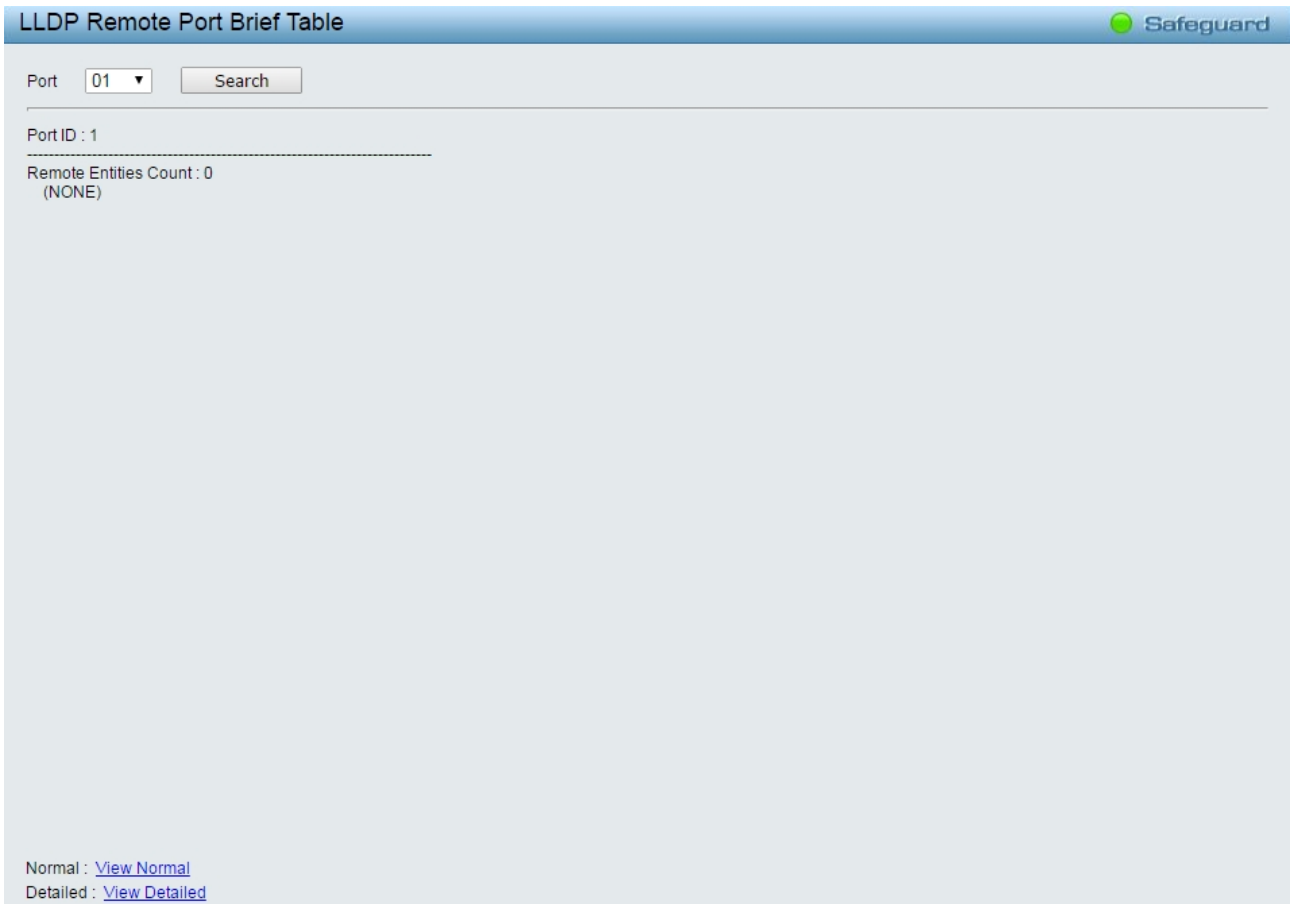 LLDP Remote Port Brief Table
Safeguard
Port 01 Search
Port ID : 1
--------------------------------------------------------------------------------
Remote Entities Count : 0
(NONE)
Normal : View Normal
Detailed : View Detailed